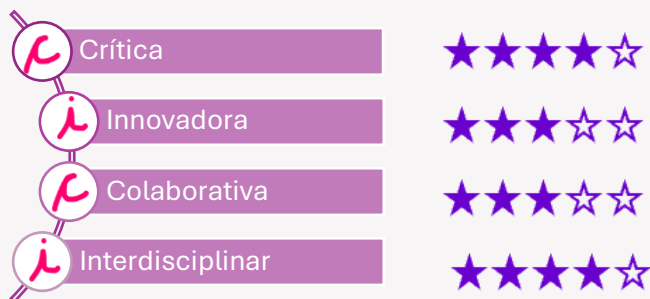 c Crítica
i Innovadora
c Colaborativa
i Interdisciplinar